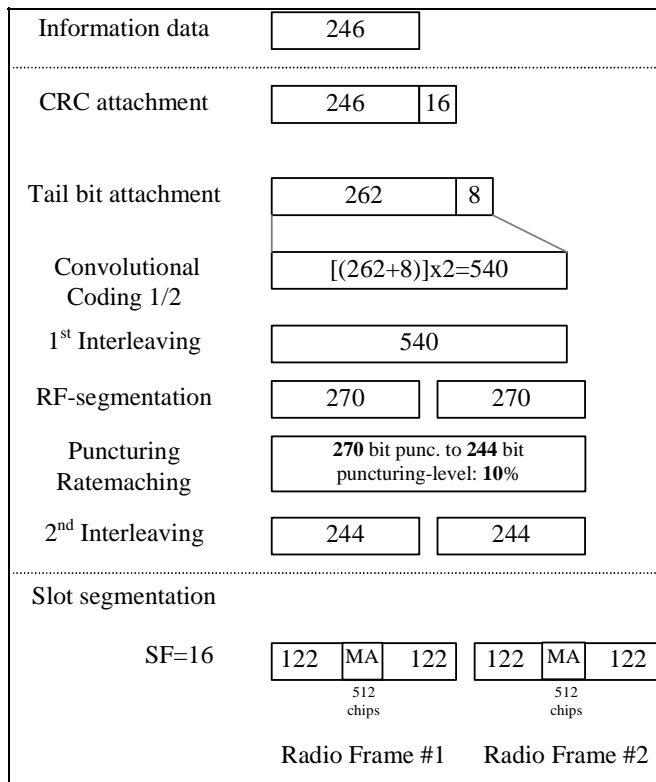 Information data
246
CRC attachment
246 16
Tail bit attachment
262 8
Convolutional
Coding 1/2
[(262+8)]x2=540
1st Interleaving
540
RF-segmentation
270 270
Puncturing
Ratemaching
270 bit punc. to 244 bit
puncturing-level: 10%
2nd Interleaving
244 244
Slot segmentation
SF=16
122 MA 122 122 MA 122
512
chips
512
chips
Radio Frame #1 Radio Frame #2